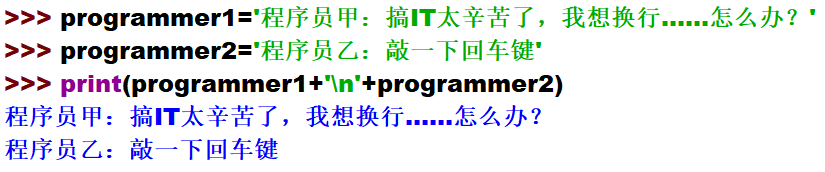 >>> programmer1='程序员甲：搞IT太辛苦了，我想换行……怎么办？'
>>> programmer2='程序员乙：敲一下回车键'
>>> print(programmer1+'\n'+programmer2)
程序员甲：搞IT太辛苦了，我想换行……怎么办？
程序员乙：敲一下回车键